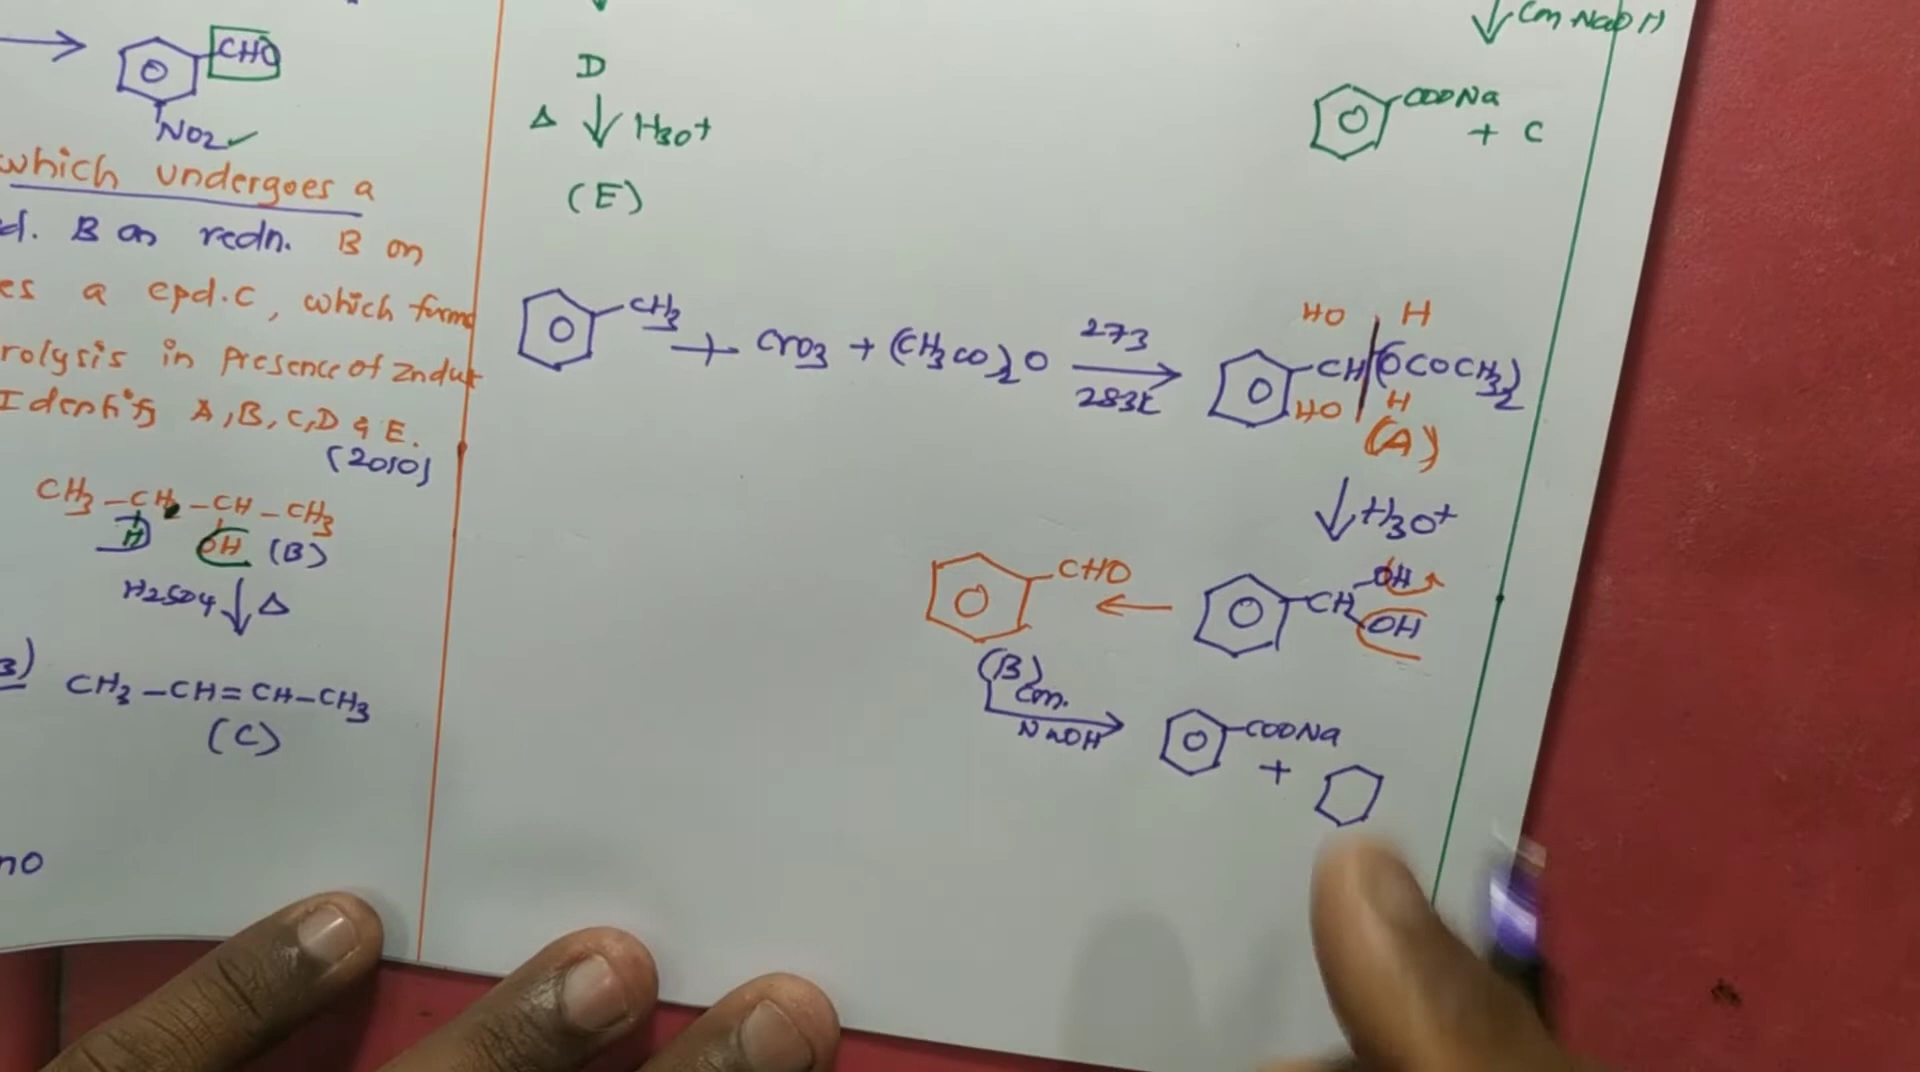 CHO
NO2
which undergoes a
d. B on redn. B on
es a cpd.C, which forms
rolysis in presence of Zndust
Identify A, B, C, D & E.
(2010)
CH3 - CH2 - CH - CH3
H OH (B)
H2SO4 Δ
3) CH3 - CH = CH - CH3
(C)
no
D
Δ H3O+
(E)
Con NaOH
COONa
+ C
CH3 + CrO3 + (CH3CO)2O 273
283K
HO H
CH(OCOCH3)2
HO H
(A)
H3O+
CHO
CH OH
OH
(B)
Con.
NaOH
COONa
+